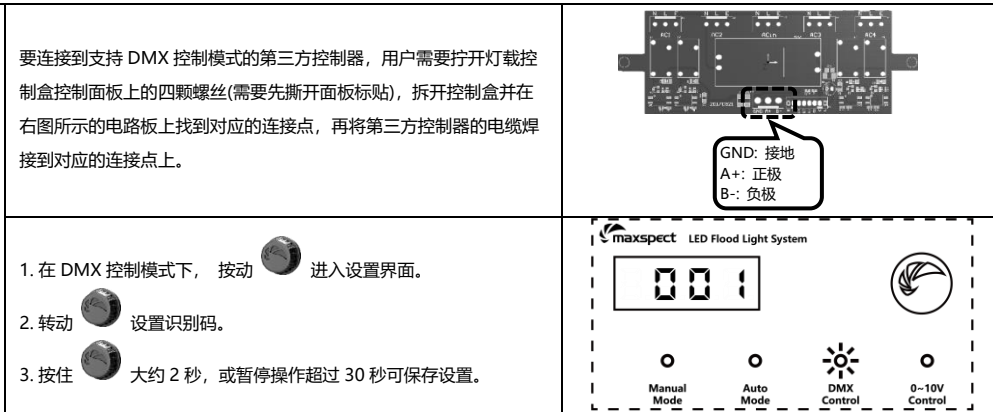 要连接到支持 DMX 控制模式的第三方控制器，用户需要拧开灯载控
制盒控制面板上的四颗螺丝(需要先撕开面板标贴)，拆开控制盒并在
右图所示的电路板上找到对应的连接点，再将第三方控制器的电缆焊
接到对应的连接点上。
AC1 AC2 ACin AC3 AC4
GND: 接地
A+: 正极
B-: 负极
1. 在 DMX 控制模式下， 按动 进入设置界面。
2. 转动 设置识别码。
3. 按住 大约 2 秒，或暂停操作超过 30 秒可保存设置。
maxspect LED Flood Light System
001
Manual Mode
Auto Mode
DMX Control
0~10V Control